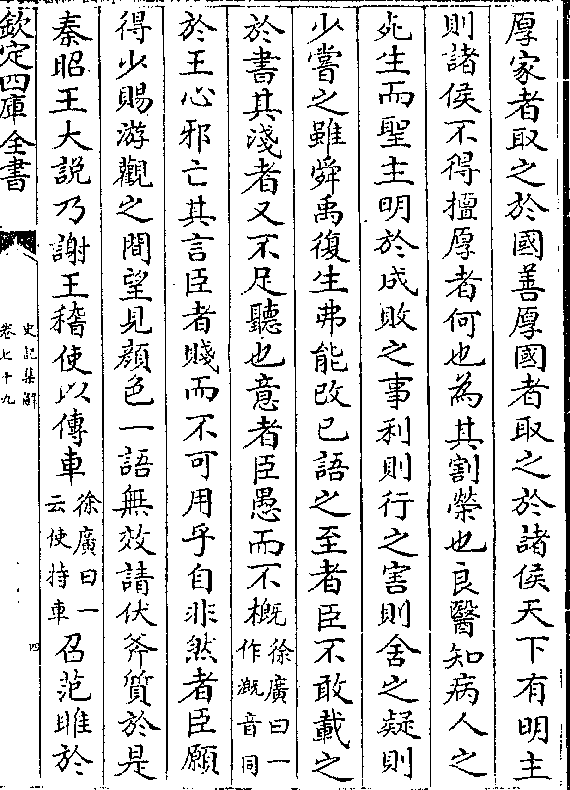 厚家者取之於國善厚國者取之於諸侯天下有明主
則諸侯不得擅厚者何也為其割榮也良醫知病人之
死生而聖主明於成敗之事利則行之害則舍之疑則
少嘗之雖舜禹復生弗能改已語之至者臣不敢載之
於書其淺者又不足聽也意者臣愚而不概徐廣曰一作溉音同
於王心邪亡其言臣者賤而不可用乎自非然者臣願
得少賜游觀之間望見顏色一語無效請伏斧質於是
秦昭王大說乃謝王稽使以傳車徐廣曰一云使持車召范雎於
欽定四庫全書
史記集解
卷七十九
四